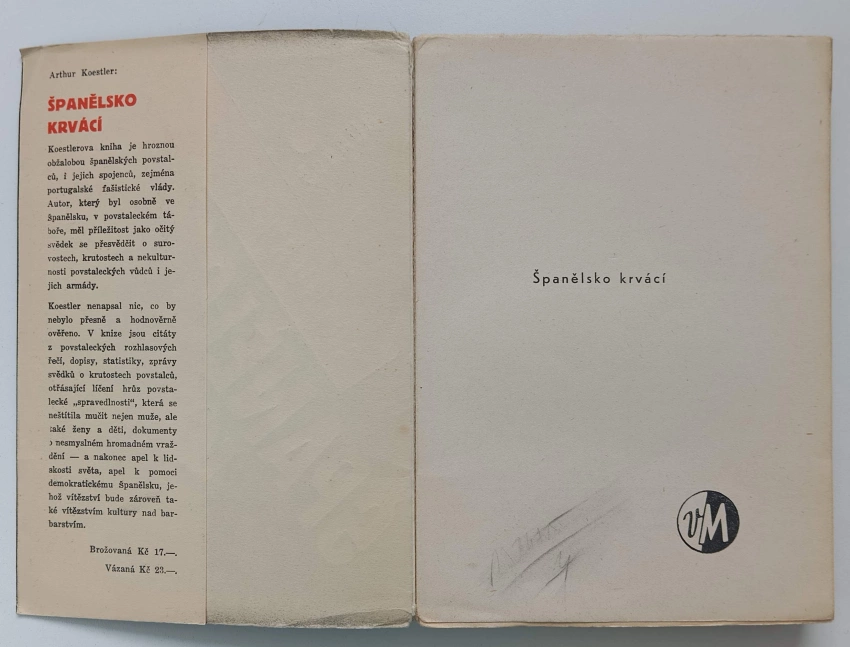 Arthur Koestler:
ŠPANĚLSKO
KRVÁCÍ
Koestlerova kniha je hroznou
obžalobou španělských povstal-
ců, i jejich spojenců, zejména
portugalské fašistické vlády.
Autor, který byl osobně ve
Španělsku, v povstaleckém tá-
boře, měl příležitost jako očitý
svědek se přesvědčit o suro-
vostech, krutostech a nekultur-
nosti povstaleckých vůdců i je-
jich armády.
Koestler nenapsal nic, co by
nebylo přesně a hodnověrně
ověřeno. V knize jsou citáty
z povstaleckých rozhlasových
řečí, dopisy, statistiky, zprávy
svědků o krutostech povstalců,
otřásající líčení hrůz povsta-
lecké „spravedlnosti“, která se
neštítila mučit nejen muže, ale
také ženy a děti, dokumenty
o nesmyslném hromadném vraž-
dění — a nakonec apel k lid-
skosti světa, apel k pomoci
demokratickému Španělsku, je-
hož vítězství bude zároveň ta-
ké vítězstvím kultury nad bar-
barstvím.
Brožovaná Kč 17.—.
Vázaná Kč 23.—.
Španělsko krvácí
VM